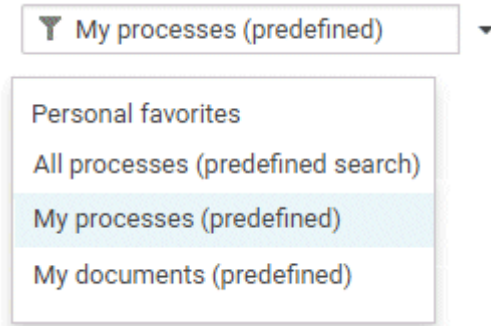 My processes (predefined)
Personal favorites
All processes (predefined search)
My processes (predefined)
My documents (predefined)